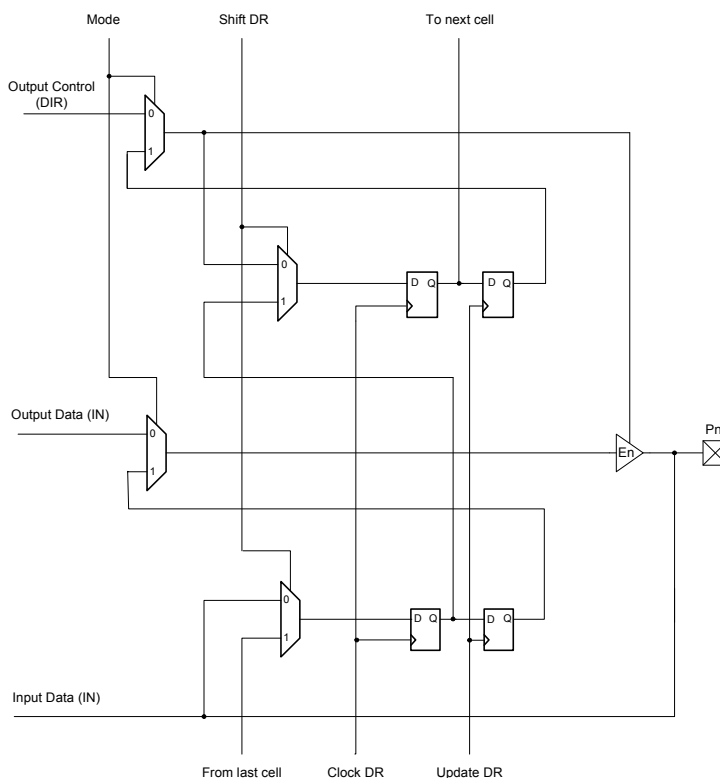 Mode
Shift DR
To next cell
Output Control
(DIR)
0
1
0
1
D Q
D Q
Output Data (IN)
0
1
En
Pn
0
1
D Q
D Q
Input Data (IN)
From last cell
Clock DR
Update DR